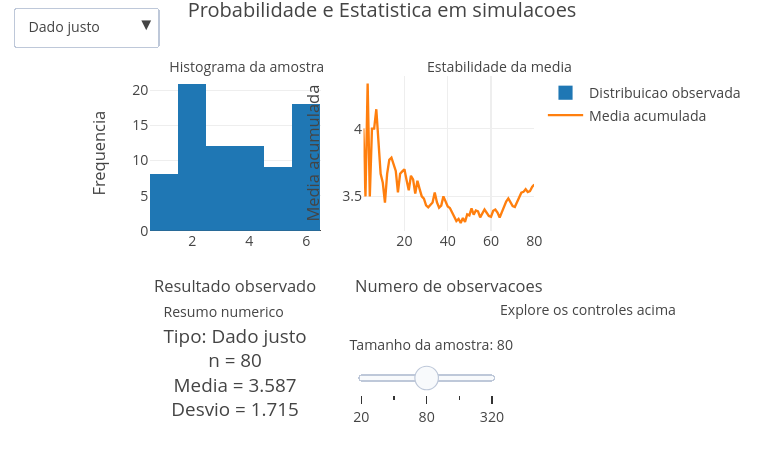 Probabilidade e Estatistica em simulacoes
Dado justo ▼
Histograma da amostra
Estabilidade da media
Frequencia
20
15
10
5
0
2 4 6
Media acumulada
4
3.5
20 40 60 80
Distribuicao observada
Media acumulada
Resultado observado
Resumo numerico
Tipo: Dado justo
n = 80
Media = 3.587
Desvio = 1.715
Numero de observacoes
Explore os controles acima
Tamanho da amostra: 80
20 80 320